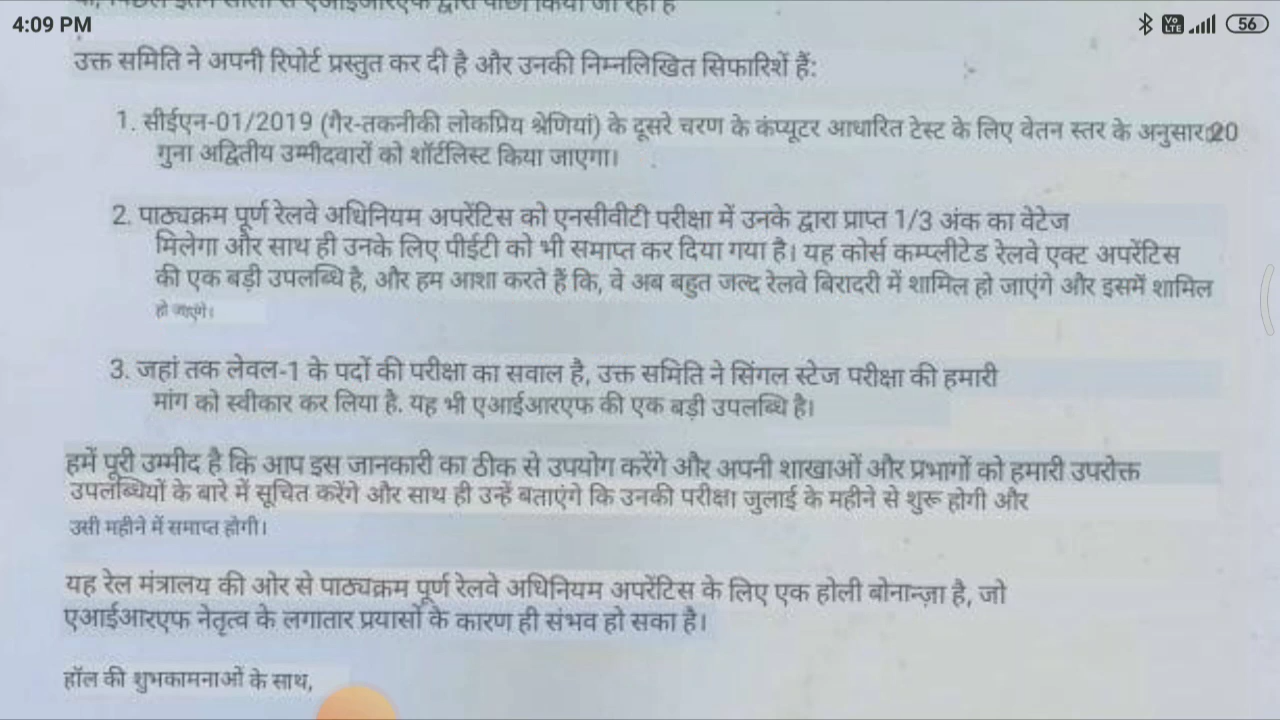 4:09 PM
56
द्वारा पीछा किया जा रहा है
उक्त समिति ने अपनी रिपोर्ट प्रस्तुत कर दी है और उनकी निम्नलिखित सिफारिशें हैं:
1. सीईएन-01/2019 (गैर-तकनीकी लोकप्रिय श्रेणियां) के दूसरे चरण के कंप्यूटर आधारित टेस्ट के लिए वेतन स्तर के अनुसार 20
गुना अद्वितीय उम्मीदवारों को शॉर्टलिस्ट किया जाएगा।
2. पाठ्यक्रम पूर्ण रेलवे अधिनियम अपरेंटिस को एनसीवीटी परीक्षा में उनके द्वारा प्राप्त 1/3 अंक का वेटेज
मिलेगा और साथ ही उनके लिए पीईटी को भी समाप्त कर दिया गया है। यह कोर्स कम्प्लीटेड रेलवे एक्ट अपरेंटिस
की एक बड़ी उपलब्धि है, और हम आशा करते हैं कि, वे अब बहुत जल्द रेलवे बिरादरी में शामिल हो जाएंगे और इसमें शामिल
हो जाएंगे।
3. जहां तक लेवल-1 के पदों की परीक्षा का सवाल है, उक्त समिति ने सिंगल स्टेज परीक्षा की हमारी
मांग को स्वीकार कर लिया है. यह भी एआईआरएफ की एक बड़ी उपलब्धि है।
हमें पूरी उम्मीद है कि आप इस जानकारी का ठीक से उपयोग करेंगे और अपनी शाखाओं और प्रभागों को हमारी उपरोक्त
उपलब्धियों के बारे में सूचित करेंगे और साथ ही उन्हें बताएंगे कि उनकी परीक्षा जुलाई के महीने से शुरू होगी और
उसी महीने में समाप्त होगी।
यह रेल मंत्रालय की ओर से पाठ्यक्रम पूर्ण रेलवे अधिनियम अपरेंटिस के लिए एक होली बोनान्ज़ा है, जो
एआईआरएफ नेतृत्व के लगातार प्रयासों के कारण ही संभव हो सका है।
हॉल की शुभकामनाओं के साथ,